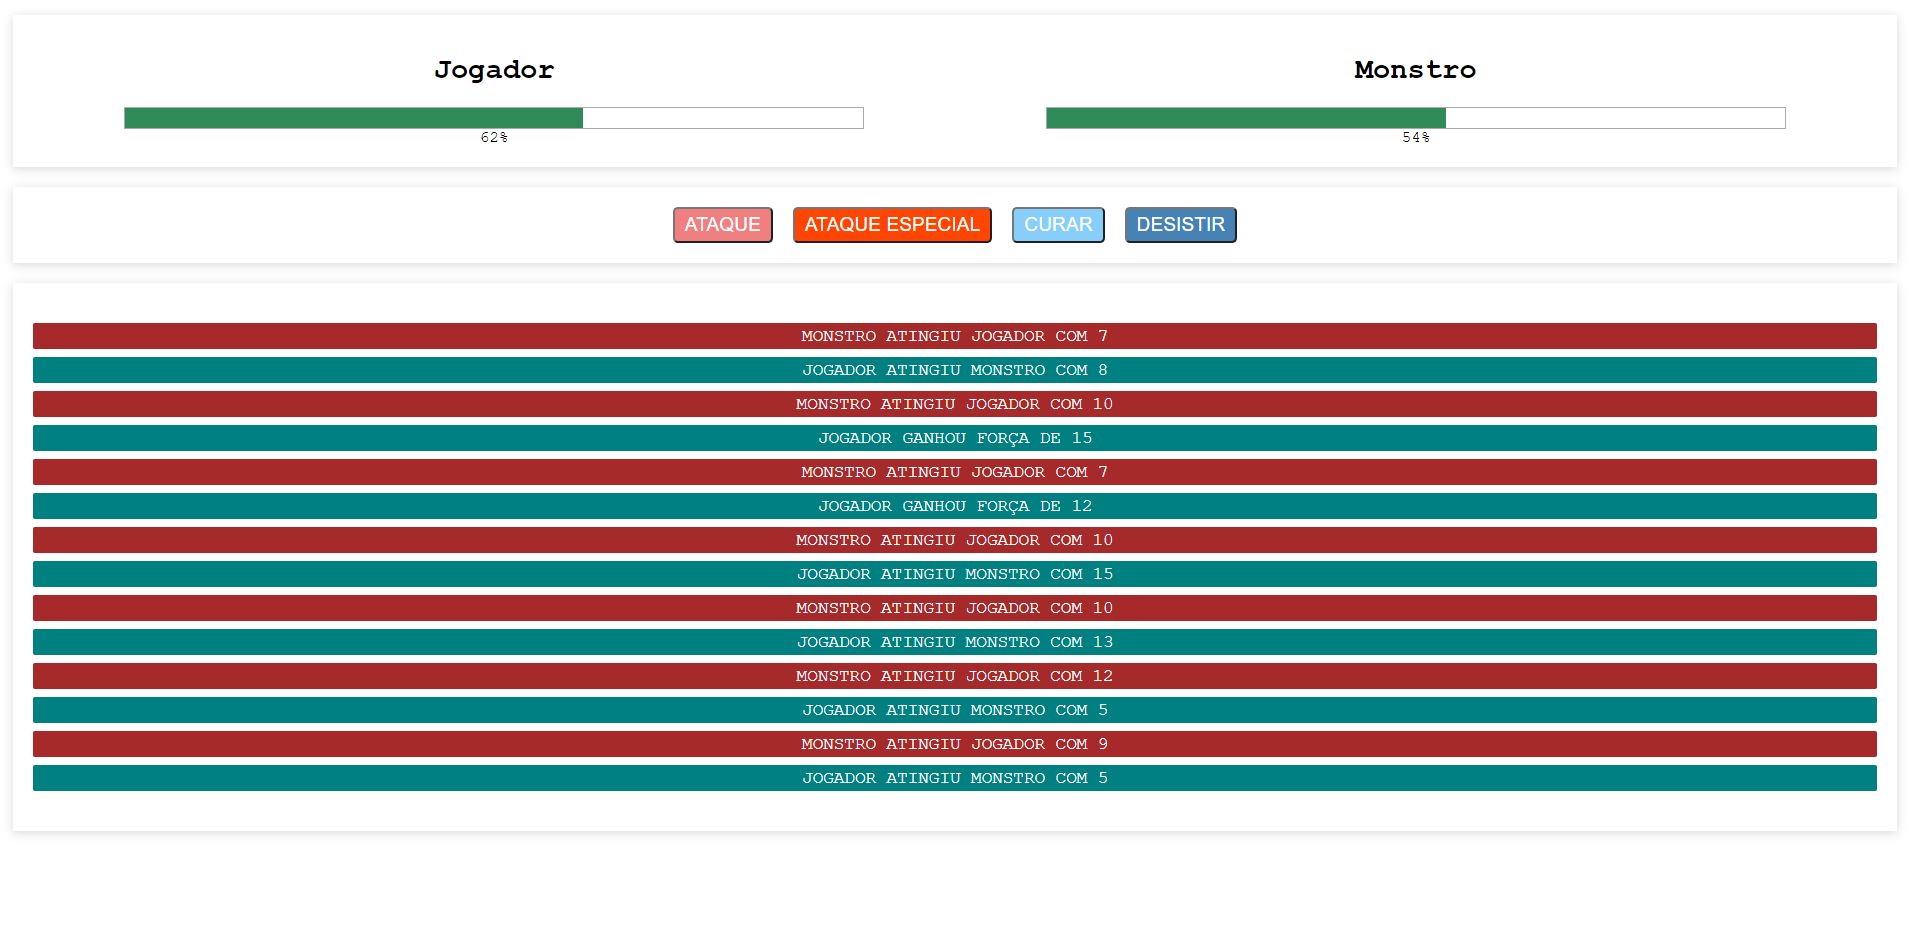 Jogador Monstro
62% 54%
ATAQUE ATAQUE ESPECIAL CURAR DESISTIR
MONSTRO ATINGIU JOGADOR COM 7
JOGADOR ATINGIU MONSTRO COM 8
MONSTRO ATINGIU JOGADOR COM 10
JOGADOR GANHOU FORÇA DE 15
MONSTRO ATINGIU JOGADOR COM 7
JOGADOR GANHOU FORÇA DE 12
MONSTRO ATINGIU JOGADOR COM 10
JOGADOR ATINGIU MONSTRO COM 15
MONSTRO ATINGIU JOGADOR COM 10
JOGADOR ATINGIU MONSTRO COM 13
MONSTRO ATINGIU JOGADOR COM 12
JOGADOR ATINGIU MONSTRO COM 5
MONSTRO ATINGIU JOGADOR COM 9
JOGADOR ATINGIU MONSTRO COM 5